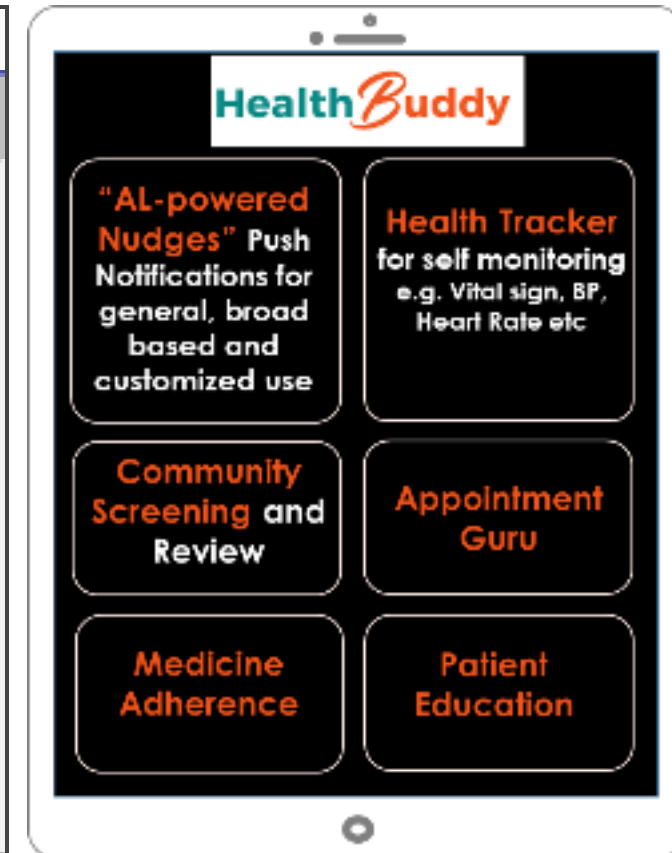 HealthBuddy
“AL-powered
Nudges” Push
Notifications for
general, broad
based and
customized use
Health Tracker
for self monitoring
e.g. Vital sign, BP,
Heart Rate etc
Community
Screening and
Review
Appointment
Guru
Medicine
Adherence
Patient
Education